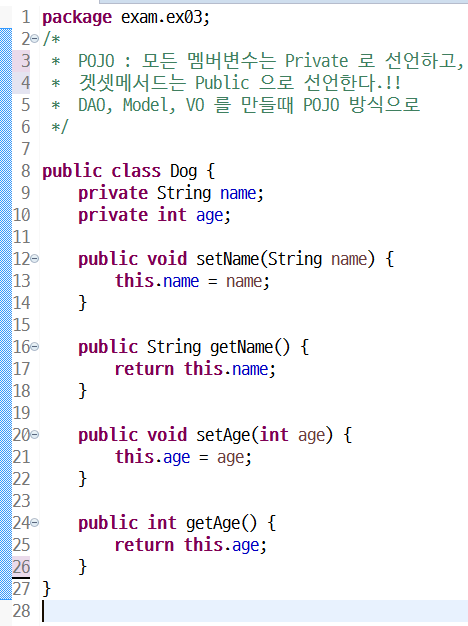 1 package exam.ex03;
2 /*
3  *  POJO : 모든 멤버변수는 Private 로 선언하고,
4  *  겟셋메서드는 Public 으로 선언한다.!!
5  *  DAO, Model, VO 를 만들때 POJO 방식으로
6  */
7
8 public class Dog {
9     private String name;
10     private int age;
11
12     public void setName(String name) {
13         this.name = name;
14     }
15
16     public String getName() {
17         return this.name;
18     }
19
20     public void setAge(int age) {
21         this.age = age;
22     }
23
24     public int getAge() {
25         return this.age;
26     }
27 }
28